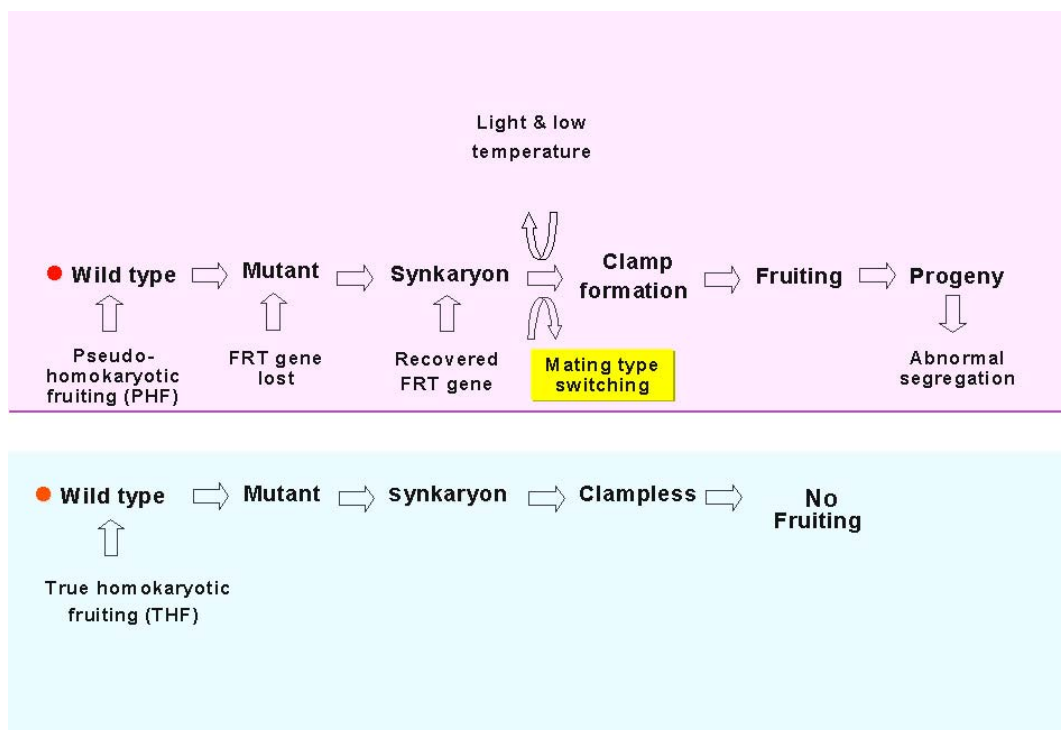 Light & low
temperature
Wild type
Mutant
Synkaryon
Clamp
formation
Fruiting
Progeny
Pseudo-
homokaryotic
fruiting (PHF)
FRT gene
lost
Recovered
FRT gene
Mating type
switching
Abnormal
segregation
Wild type
Mutant
Synkaryon
Clampless
No
Fruiting
True homokaryotic
fruiting (THF)